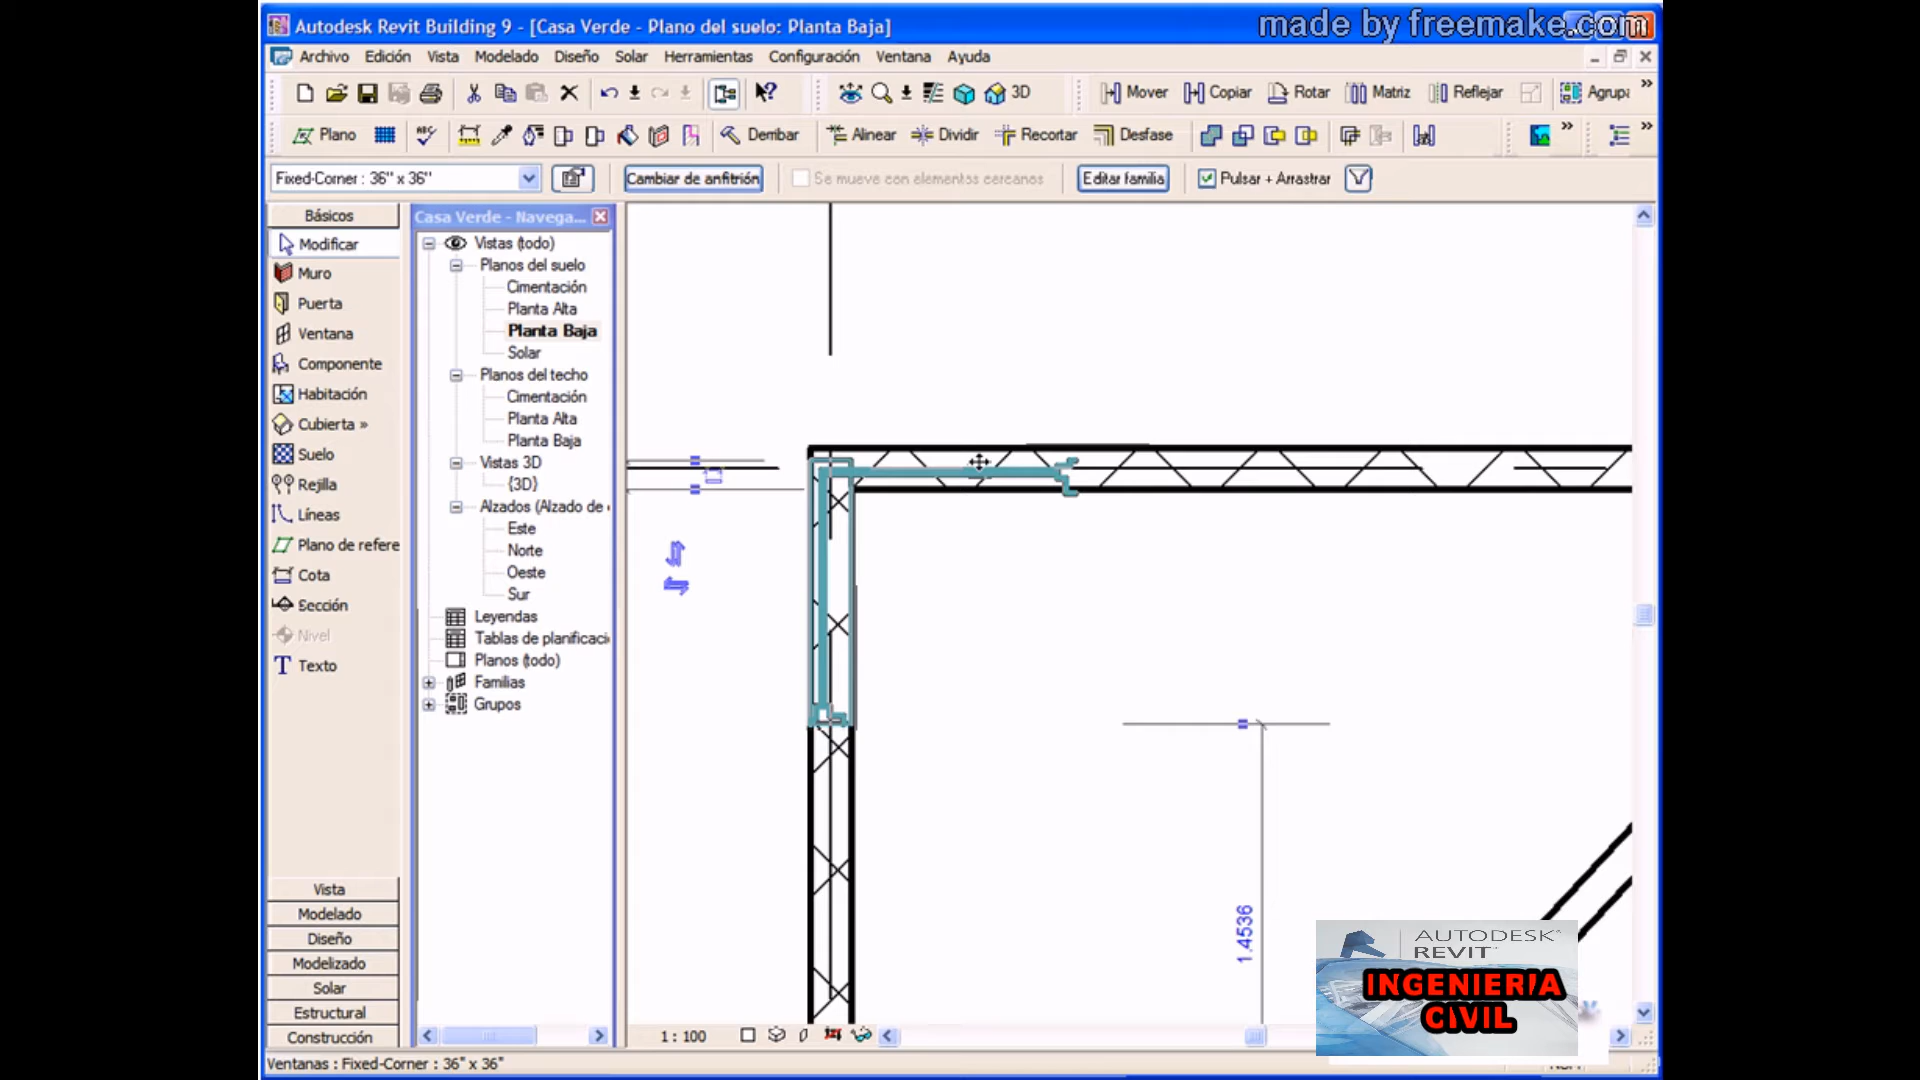 Autodesk Revit Building 9 - [Casa Verde - Plano del suelo: Planta Baja]
made by freemake.com
Archivo Edición Vista Modelado Diseño Solar Herramientas Configuración Ventana Ayuda
3D Mover Copiar Rotar Matriz Reflejar Agrupa
Plano Dembar Alinear Dividir Recortar Desfase
Fixed-Corner : 36" x 36" Cambiar de anfitrión Se mueve con elementos cercanos Editar familia Pulsar + Arrastrar
Básicos
Modificar
Muro
Puerta
Ventana
Componente
Habitación
Cubierta »
Suelo
Rejilla
Líneas
Plano de refere
Cota
Sección
Nivel
Texto
Vista
Modelado
Diseño
Modelizado
Solar
Estructural
Construcción
Casa Verde - Navega...
Vistas (todo)
Planos del suelo
Cimentación
Planta Alta
Planta Baja
Solar
Planos del techo
Cimentación
Planta Alta
Planta Baja
Vistas 3D
{3D}
Alzados (Alzado de
Este
Norte
Oeste
Sur
Leyendas
Tablas de planificaci
Planos (todo)
Familias
Grupos
1.4536
AUTODESK
REVIT
INGENIERIA
CIVIL
1 : 100
Ventanas : Fixed-Corner : 36" x 36"